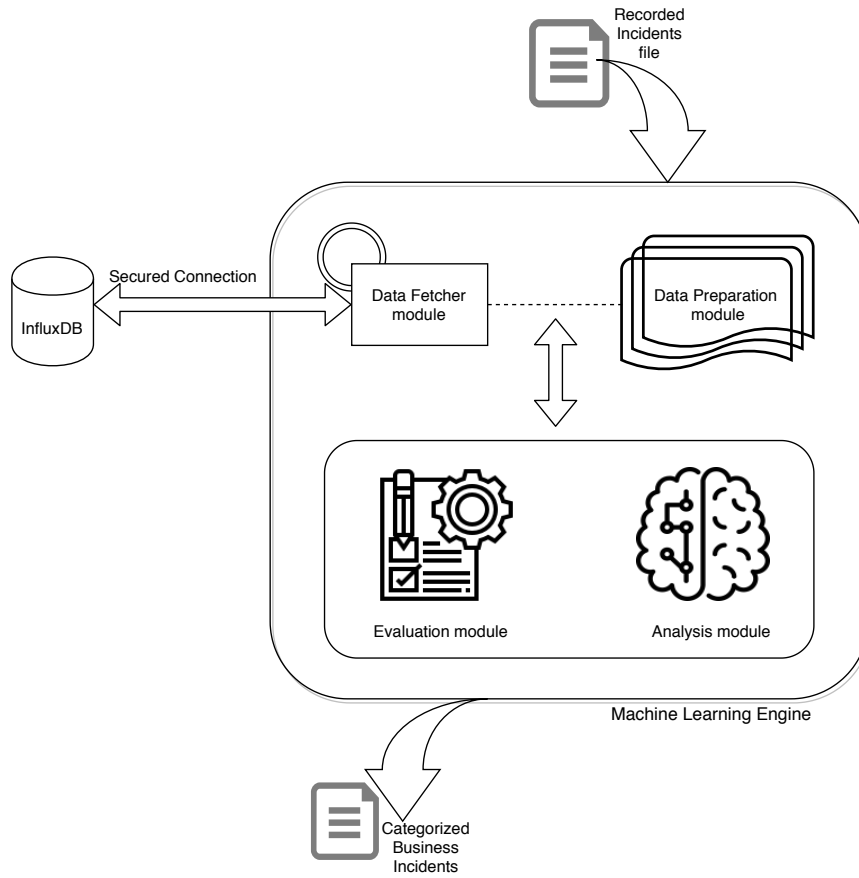 Recorded
Incidents
file
Secured Connection
InfluxDB
Data Fetcher
module
Data Preparation
module
Evaluation module
Analysis module
Machine Learning Engine
Categorized
Business
Incidents